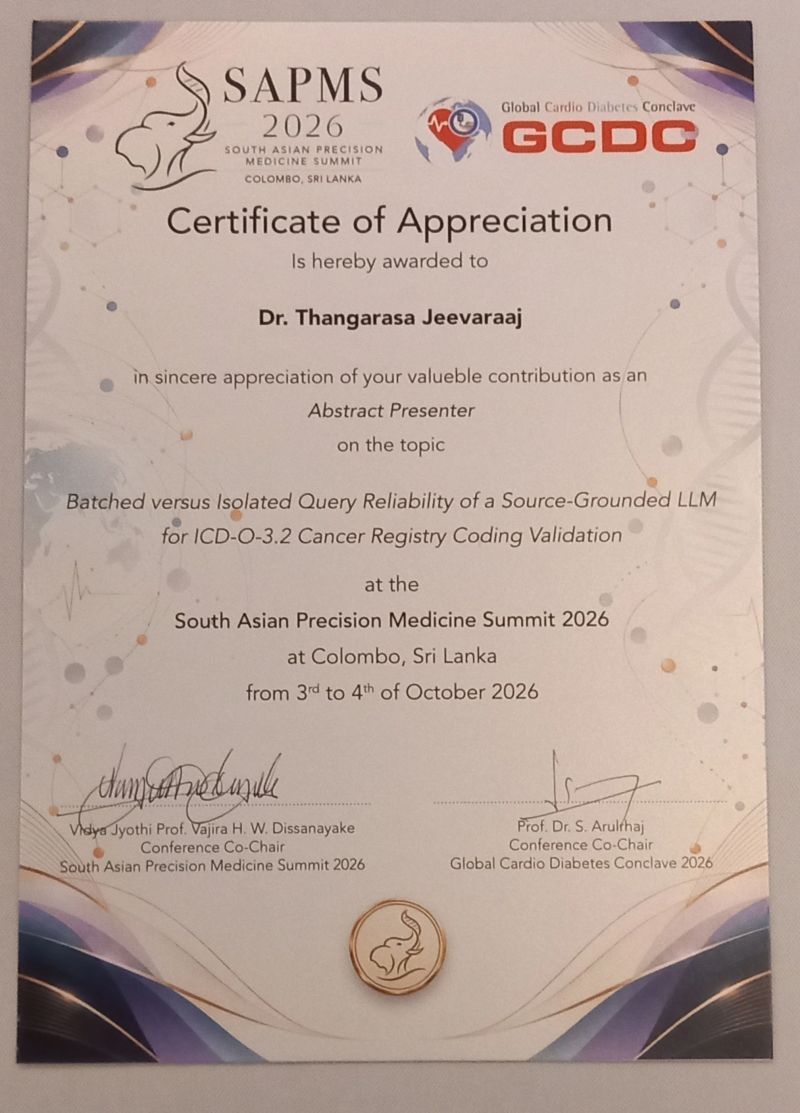 SAPMS
2026
SOUTH ASIAN PRECISION
MEDICINE SUMMIT
COLOMBO, SRI LANKA
Global Cardio Diabetes Conclave
GCDC
Certificate of Appreciation
Is hereby awarded to
Dr. Thangarasa Jeevaraaj
in sincere appreciation of your valueble contribution as an
Abstract Presenter
on the topic
Batched versus Isolated Query Reliability of a Source-Grounded LLM
for ICD-O-3.2 Cancer Registry Coding Validation
at the
South Asian Precision Medicine Summit 2026
at Colombo, Sri Lanka
from 3rd to 4th of October 2026
Vidya Jyothi Prof. Vajira H. W. Dissanayake
Conference Co-Chair
South Asian Precision Medicine Summit 2026
Prof. Dr. S. Arulrhaj
Conference Co-Chair
Global Cardio Diabetes Conclave 2026